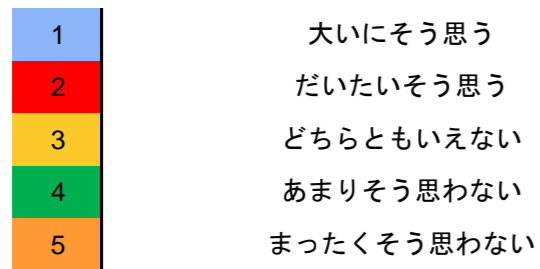 1 大いにそう思う
2 だいたいそう思う
3 どちらともいえない
4 あまりそう思わない
5 まったくそう思わない